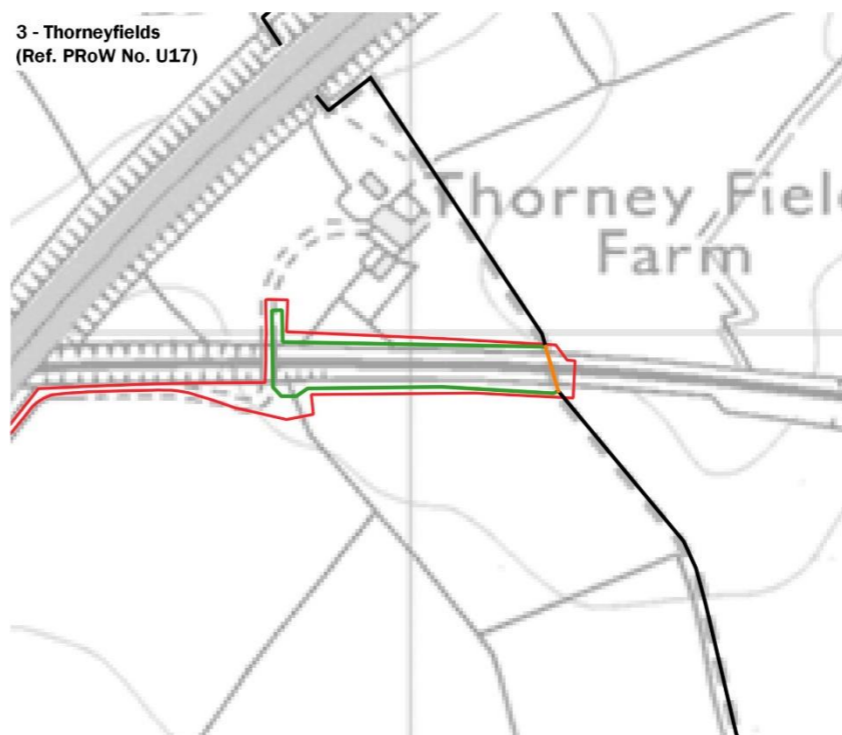 3 - Thorneyfields
(Ref. PRoW No. U17)
Thorney Fiel
Farm